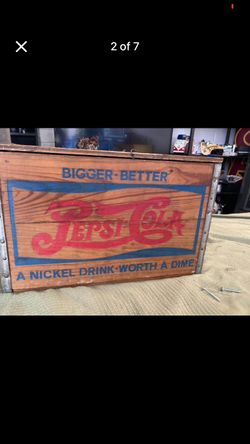 2 of 7
BIGGER-BETTER
PEPSI-COLA
A NICKEL DRINK-WORTH A DIME